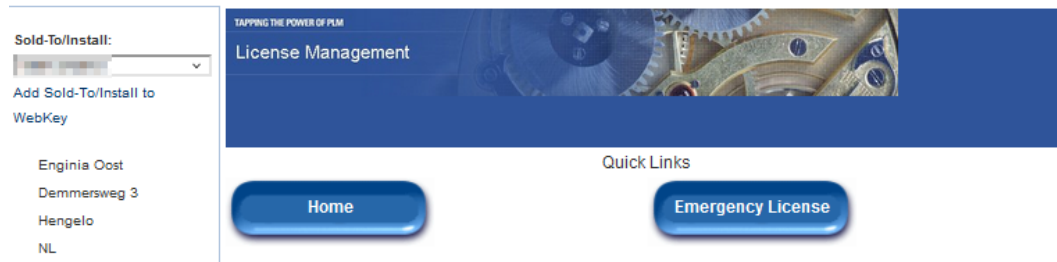 Sold-To/Install:
Add Sold-To/Install to
WebKey
Enginia Oost
Demmersweg 3
Hengelo
NL
TAPPING THE POWER OF PLM
License Management
Quick Links
Home
Emergency License